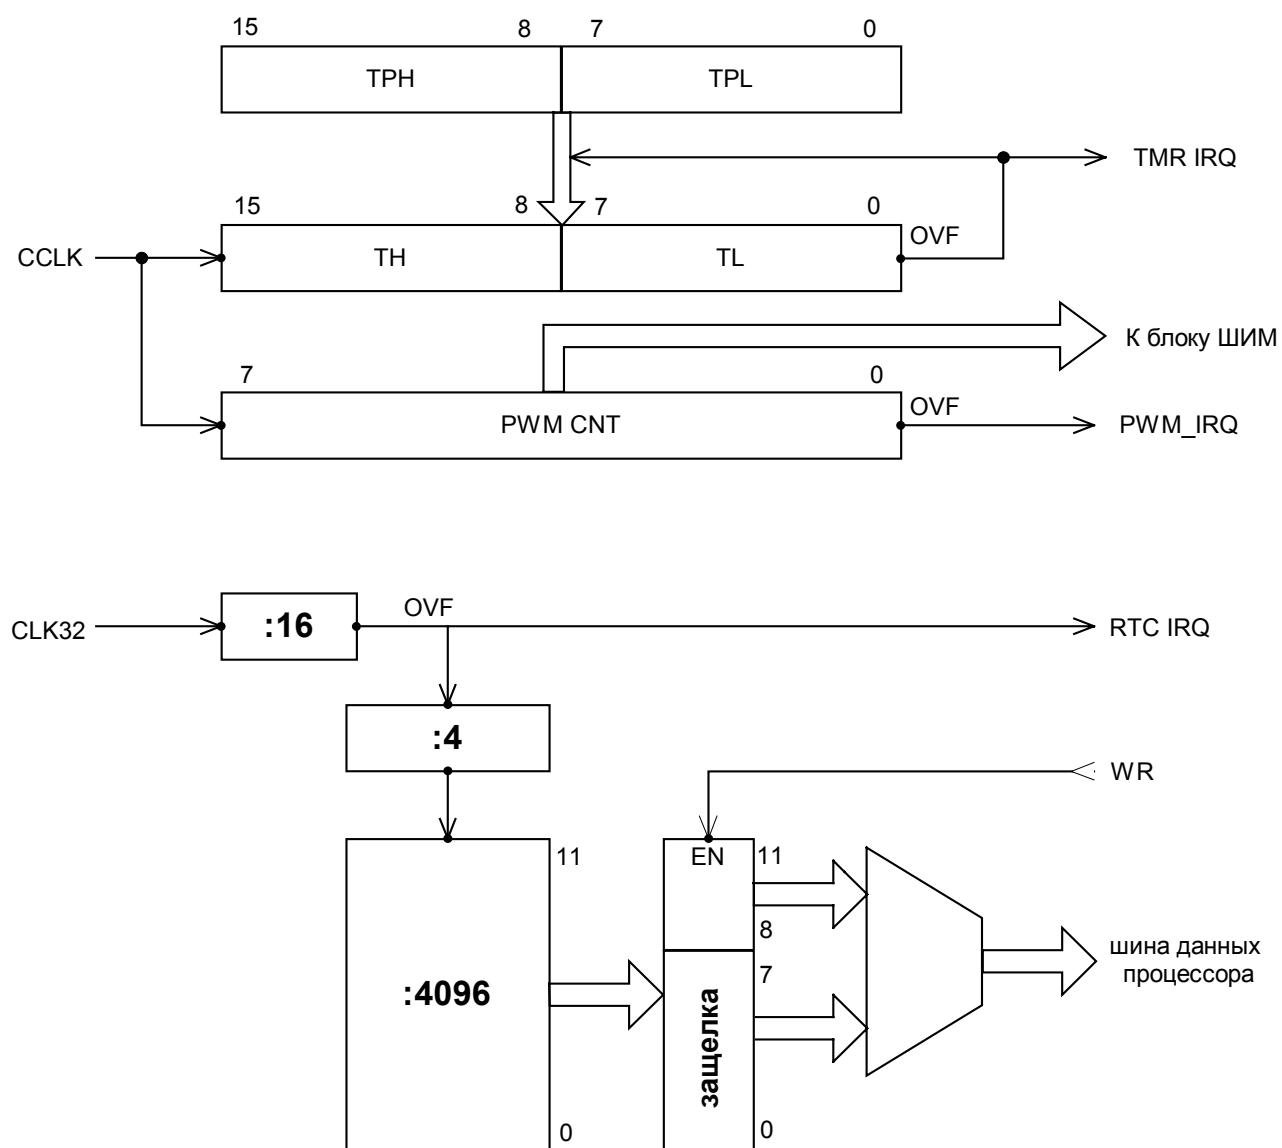 15 8 7 0
TPH TPL
TMR IRQ
15 8 7 0
OVF
CCLK TH TL
К блоку ШИМ
7 0
OVF
PWM CNT PWM_IRQ
OVF
CLK32 :16 RTC IRQ
:4
WR
EN 11
11
8
шина данных
процессора
7
:4096
защелка
0 0